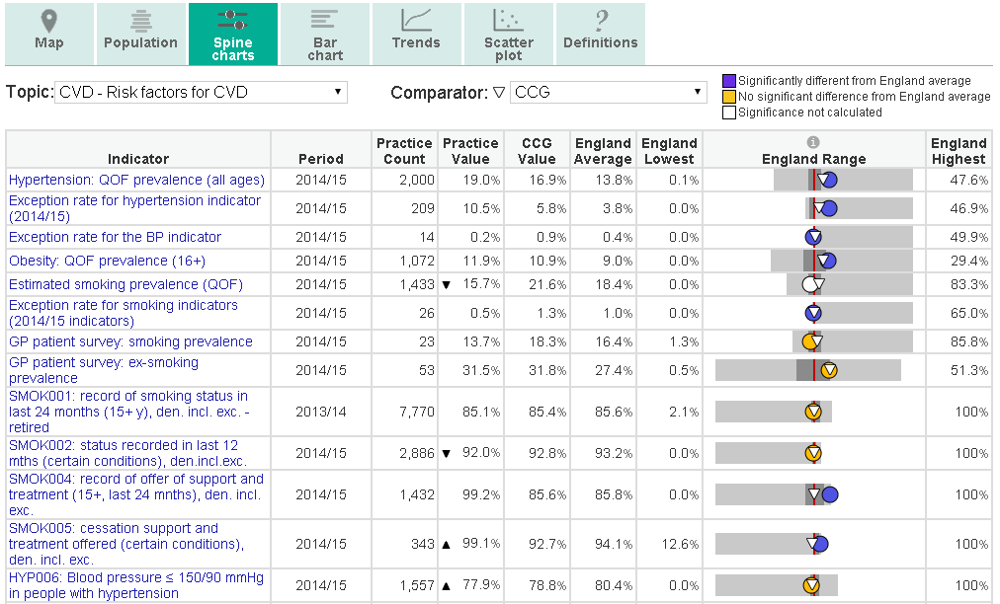 Map
Population
Spine
charts
Bar
chart
Trends
Scatter
plot
?
Definitions
Topic: CVD - Risk factors for CVD ▼
Comparator: ▽ CCG ▼
Significantly different from England average
No significant difference from England average
Significance not calculated
Indicator Period Practice Count Practice Value CCG Value England Average England Lowest i England Range England Highest
Hypertension: QOF prevalence (all ages) 2014/15 2,000 19.0% 16.9% 13.8% 0.1% 47.6%
Exception rate for hypertension indicator
(2014/15) 2014/15 209 10.5% 5.8% 3.8% 0.0% 46.9%
Exception rate for the BP indicator 2014/15 14 0.2% 0.9% 0.4% 0.0% 49.9%
Obesity: QOF prevalence (16+) 2014/15 1,072 11.9% 10.9% 9.0% 0.0% 29.4%
Estimated smoking prevalence (QOF) 2014/15 1,433 ▼ 15.7% 21.6% 18.4% 0.0% 83.3%
Exception rate for smoking indicators
(2014/15 indicators) 2014/15 26 0.5% 1.3% 1.0% 0.0% 65.0%
GP patient survey: smoking prevalence 2014/15 23 13.7% 18.3% 16.4% 1.3% 85.8%
GP patient survey: ex-smoking
prevalence 2014/15 53 31.5% 31.8% 27.4% 0.5% 51.3%
SMOK001: record of smoking status in
last 24 months (15+ y), den. incl. exc. -
retired 2013/14 7,770 85.1% 85.4% 85.6% 2.1% 100%
SMOK002: status recorded in last 12
mths (certain conditions), den.incl.exc. 2014/15 2,886 ▼ 92.0% 92.8% 93.2% 0.0% 100%
SMOK004: record of offer of support and
treatment (15+, last 24 mnths), den. incl.
exc. 2014/15 1,432 99.2% 85.6% 85.8% 0.0% 100%
SMOK005: cessation support and
treatment offered (certain conditions),
den. incl. exc. 2014/15 343 ▲ 99.1% 92.7% 94.1% 12.6% 100%
HYP006: Blood pressure ≤ 150/90 mmHg
in people with hypertension 2014/15 1,557 ▲ 77.9% 78.8% 80.4% 0.0% 100%